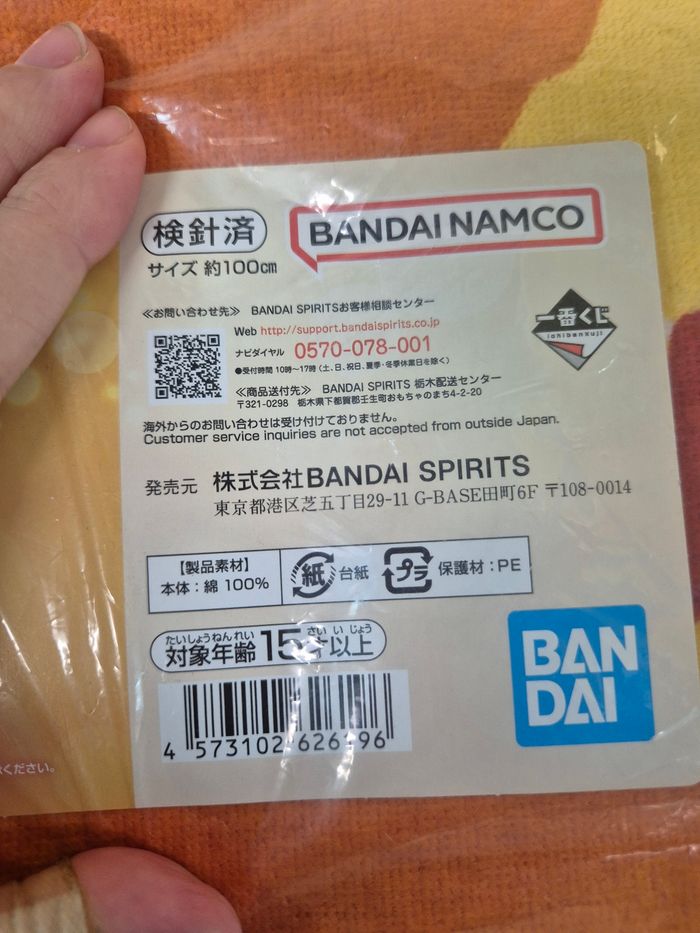 検針済
BANDAI NAMCO
サイズ 約100cm
≪お問い合わせ先≫ BANDAI SPIRITSお客様相談センター
Web http://support.bandaispirits.co.jp
ナビダイヤル 0570-078-001
●受付時間 10時～17時(土、日、祝日、夏季・冬季休業日を除く)
一番くじ
ichibanKuji
≪商品送付先≫ BANDAI SPIRITS 栃木配送センター
〒321-0298 栃木県下都賀郡壬生町おもちゃのまち4-2-20
海外からのお問い合わせは受け付けておりません。
Customer service inquiries are not accepted from outside Japan.
発売元 株式会社BANDAI SPIRITS
東京都港区芝五丁目29-11 G-BASE田町6F 〒108-0014
【製品素材】
本体：綿 100%
紙 台紙
プラ 保護材：PE
たいしょうねんれい さい いじょう
対象年齢15才以上
BAN
DAI
4 573102 626196
ください。